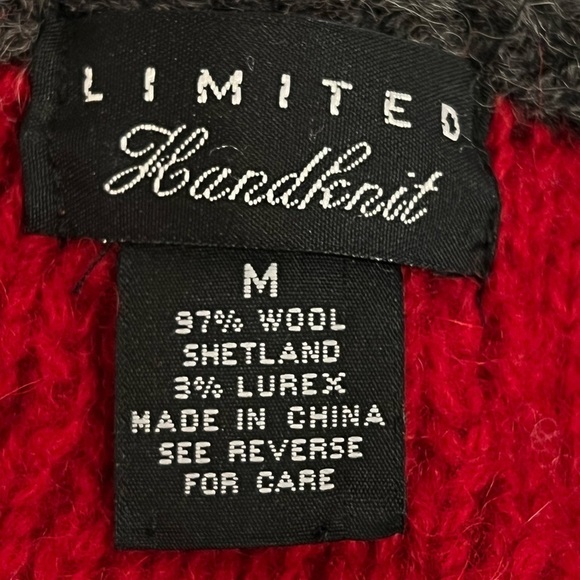 LIMITED
Handknit
M
97% WOOL
SHETLAND
3% LUREX
MADE IN CHINA
SEE REVERSE
FOR CARE